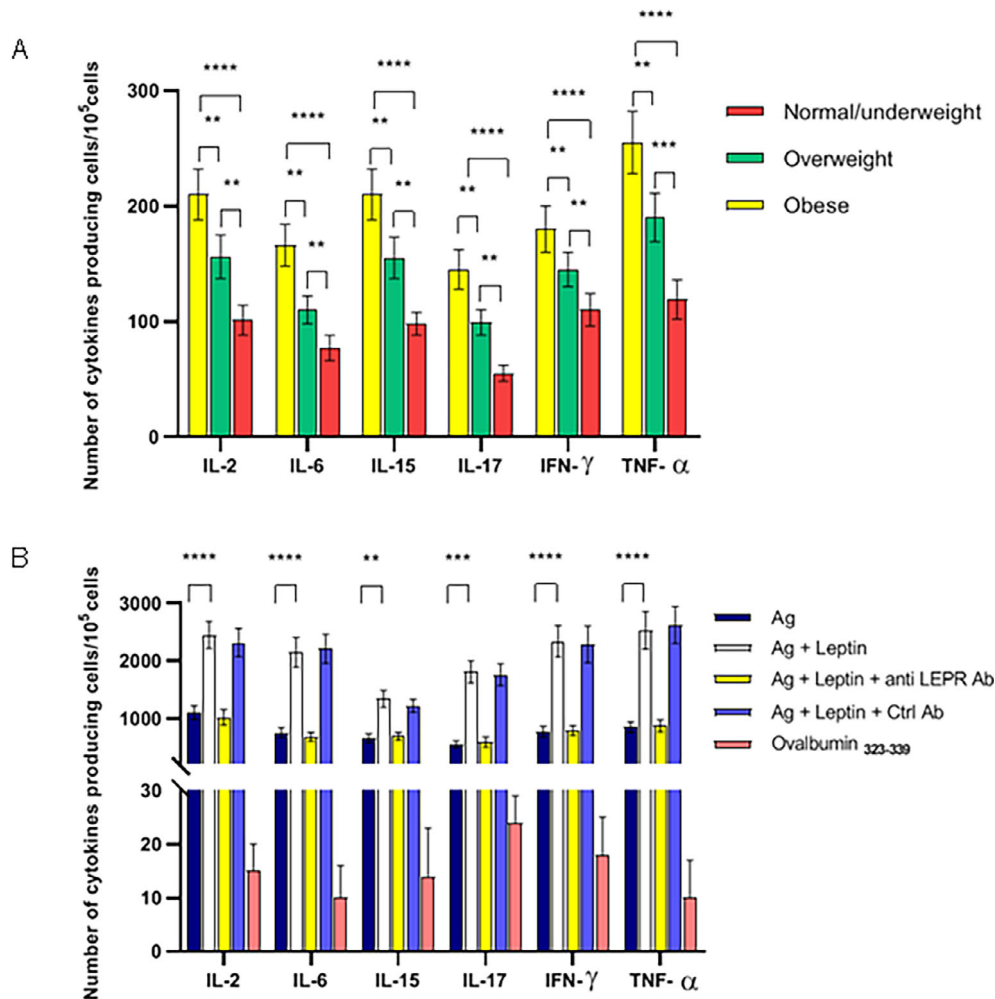 A
Number of cytokines producing cells/10⁵cells
300
200
100
0
**** ** **
**** ** **
**** ** **
**** ** **
**** ** **
**** ** ***
IL-2 IL-6 IL-15 IL-17 IFN-γ TNF-α
Normal/underweight
Overweight
Obese
B
Number of cytokines producing cells/10⁵cells
**** **** ** *** **** ****
3000
2000
1000
30
20
10
0
IL-2 IL-6 IL-15 IL-17 IFN-γ TNF-α
Ag
Ag + Leptin
Ag + Leptin + anti LEPR Ab
Ag + Leptin + Ctrl Ab
Ovalbumin 323-339